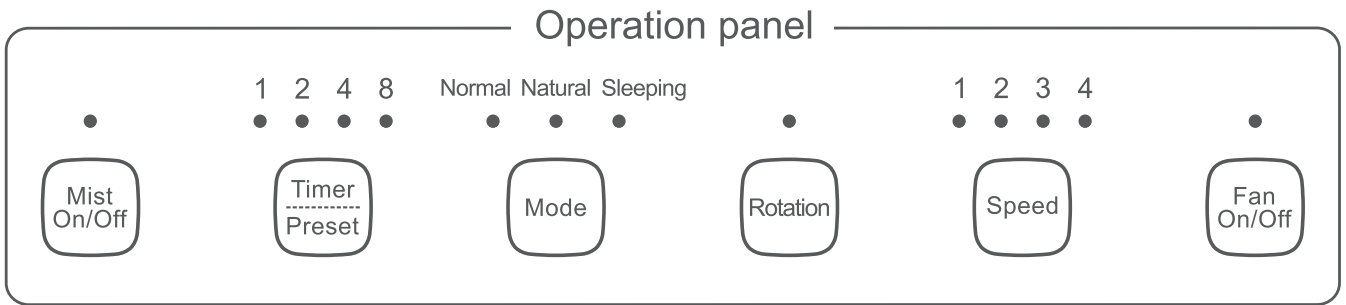 Operation panel
1 2 4 8
Normal Natural Sleeping
1 2 3 4
Mist
On/Off
Timer
Preset
Mode
Rotation
Speed
Fan
On/Off